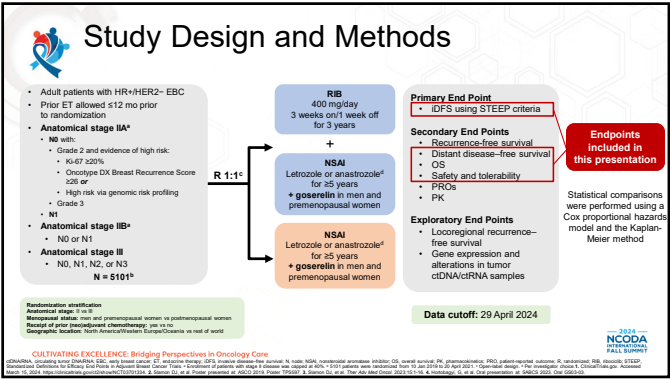 Study Design and Methods
• Adult patients with HR+/HER2− EBC
• Prior ET allowed ≤12 mo prior
to randomization
• Anatomical stage IIAa
• N0 with:
• Grade 2 and evidence of high risk:
• Ki-67 ≥20%
• Oncotype DX Breast Recurrence Score
≥26 or
• High risk via genomic risk profiling
• Grade 3
• N1
• Anatomical stage IIBa
• N0 or N1
• Anatomical stage III
• N0, N1, N2, or N3
N = 5101b
R 1:1c
RIB
400 mg/day
3 weeks on/1 week off
for 3 years
+
NSAI
Letrozole or anastrozoled
for ≥5 years
+ goserelin in men and
premenopausal women
NSAI
Letrozole or anastrozoled
for ≥5 years
+ goserelin in men and
premenopausal women
Primary End Point
• iDFS using STEEP criteria
Secondary End Points
• Recurrence-free survival
• Distant disease–free survival
• OS
• Safety and tolerability
• PROs
• PK
Exploratory End Points
• Locoregional recurrence–
free survival
• Gene expression and
alterations in tumor
ctDNA/ctRNA samples
Endpoints
included in
this presentation
Statistical comparisons
were performed using a
Cox proportional hazards
model and the Kaplan-
Meier method
Randomization stratification
Anatomical stage: II vs III
Menopausal status: men and premenopausal women vs postmenopausal women
Receipt of prior (neo)adjuvant chemotherapy: yes vs no
Geographic location: North America/Western Europe/Oceania vs rest of world
Data cutoff: 29 April 2024
2024
NCODA
INTERNATIONAL
FALL SUMMIT
CULTIVATING EXCELLENCE: Bridging Perspectives in Oncology Care